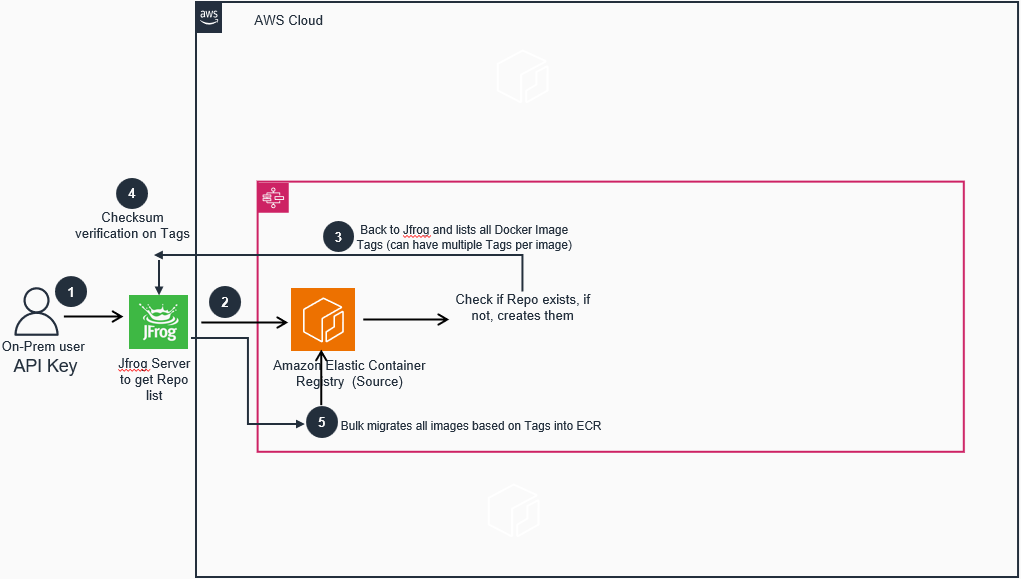 aws
AWS Cloud
4
Checksum
verification on Tags
3
Back to Jfrog and lists all Docker Image
Tags (can have multiple Tags per image)
1
2
Check if Repo exists, if
not, creates them
JFrog
On-Prem user
API Key
Jfrog Server
to get Repo
list
Amazon Elastic Container
Registry (Source)
5
Bulk migrates all images based on Tags into ECR